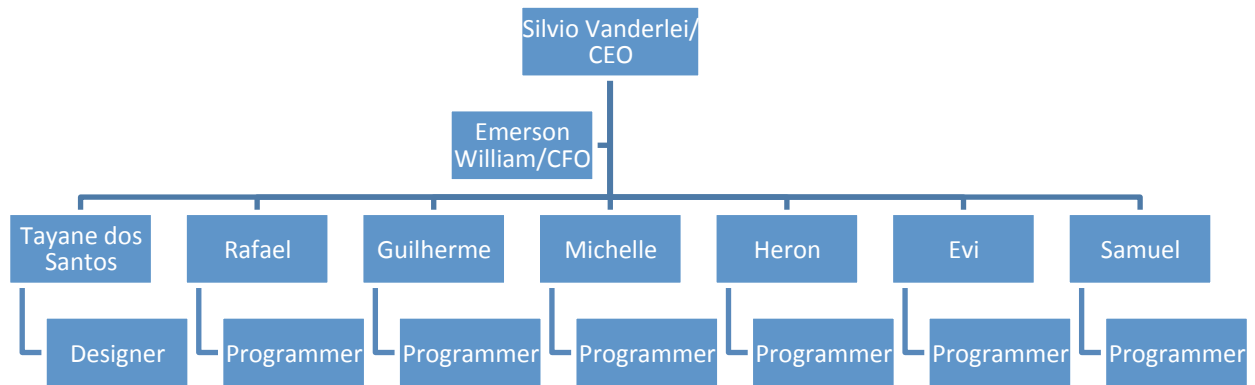 Silvio Vanderlei/
CEO
Emerson
William/CFO
Tayane dos
Santos
Rafael
Guilherme
Michelle
Heron
Evi
Samuel
Designer
Programmer
Programmer
Programmer
Programmer
Programmer
Programmer